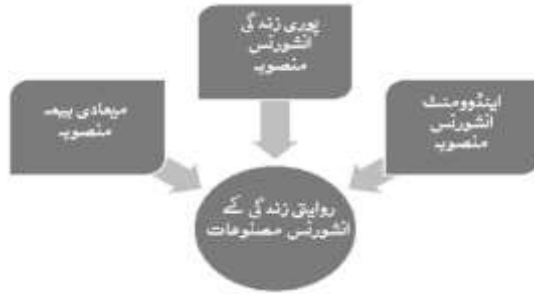 پوری زندگی
انشورنس
منصوبہ
اینڈوومنٹ
انشورنس
منصوبہ
میعادی بیمہ
منصوبہ
روایتی زندگی کے
انشورنس مصنوعات